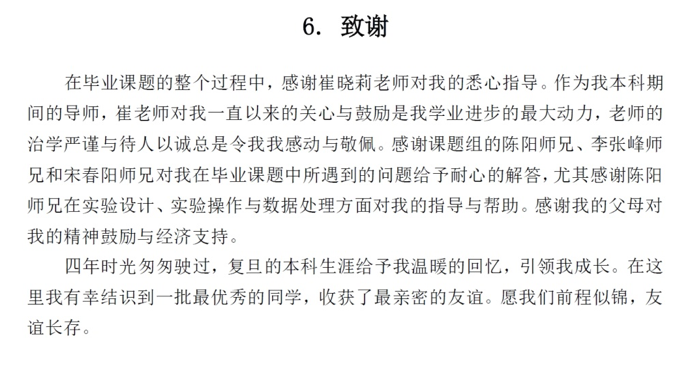 6. 致谢
在毕业课题的整个过程中，感谢崔晓莉老师对我的悉心指导。作为我本科期
间的导师，崔老师对我一直以来的关心与鼓励是我学业进步的最大动力，老师的
治学严谨与待人以诚总是令我我感动与敬佩。感谢课题组的陈阳师兄、李张峰师
兄和宋春阳师兄对我在毕业课题中所遇到的问题给予耐心的解答，尤其感谢陈阳
师兄在实验设计、实验操作与数据处理方面对我的指导与帮助。感谢我的父母对
我的精神鼓励与经济支持。
四年时光匆匆驶过，复旦的本科生涯给予我温暖的回忆，引领我成长。在这
里我有幸结识到一批最优秀的同学，收获了最亲密的友谊。愿我们前程似锦，友
谊长存。